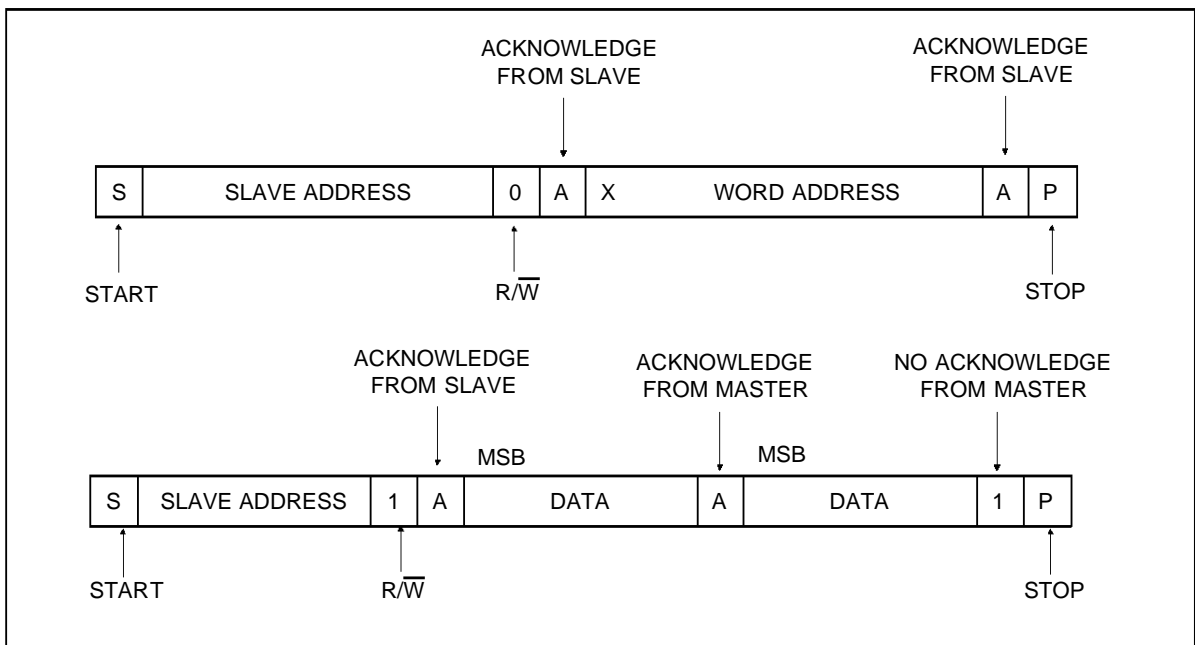 ACKNOWLEDGE
FROM SLAVE
ACKNOWLEDGE
FROM SLAVE
S SLAVE ADDRESS 0 A X WORD ADDRESS A P
START
R/W̅
STOP
ACKNOWLEDGE
FROM SLAVE
ACKNOWLEDGE
FROM MASTER
NO ACKNOWLEDGE
FROM MASTER
MSB
MSB
S SLAVE ADDRESS 1 A DATA A DATA 1 P
START
R/W̅
STOP